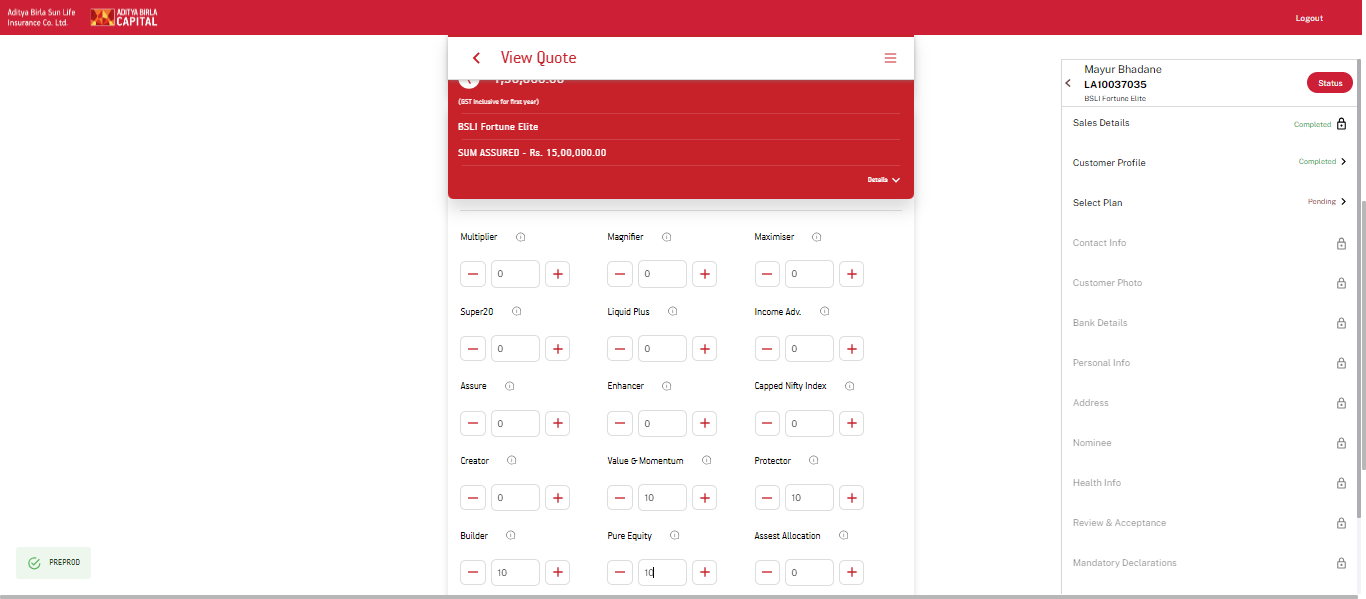 Aditya Birla Sun Life
Insurance Co. Ltd.
ADITYA BIRLA
CAPITAL
Logout
View Quote
(GST Inclusive for first year)
BSLI Fortune Elite
SUM ASSURED - Rs. 15,00,000.00
Details
Multiplier
Magnifier
Maximiser
0
0
0
Super20
Liquid Plus
Income Adv.
0
0
0
Assure
Enhancer
Capped Nifty Index
0
0
0
Creator
Value & Momentum
Protector
0
10
10
Builder
Pure Equity
Assest Allocation
10
10
0
PREPROD
Mayur Bhadane
LA10037035
BSLI Fortune Elite
Status
Sales Details Completed
Customer Profile Completed
Select Plan Pending
Contact Info
Customer Photo
Bank Details
Personal Info
Address
Nominee
Health Info
Review & Acceptance
Mandatory Declarations